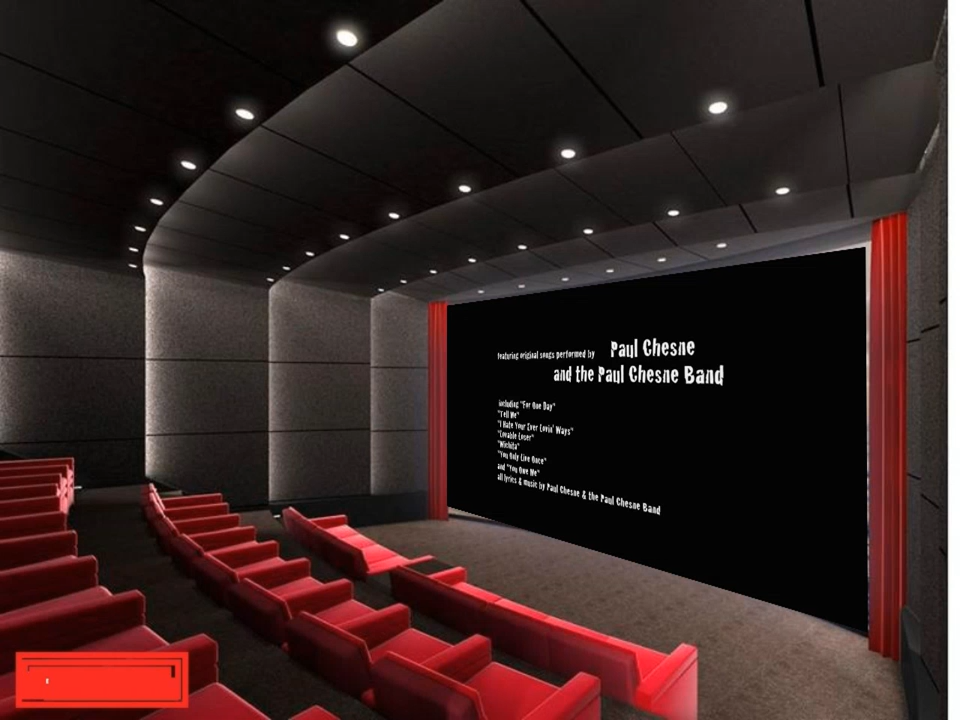 featuring original songs performed by Paul Chesne
and the Paul Chesne Band
including "For One Day"
"Tell Me"
"I Hate Your Ever Lovin' Ways"
"Lovable Loser"
"Wichita"
"You Only Live Once"
and "You Owe Me"
all lyrics & music by Paul Chesne & the Paul Chesne Band